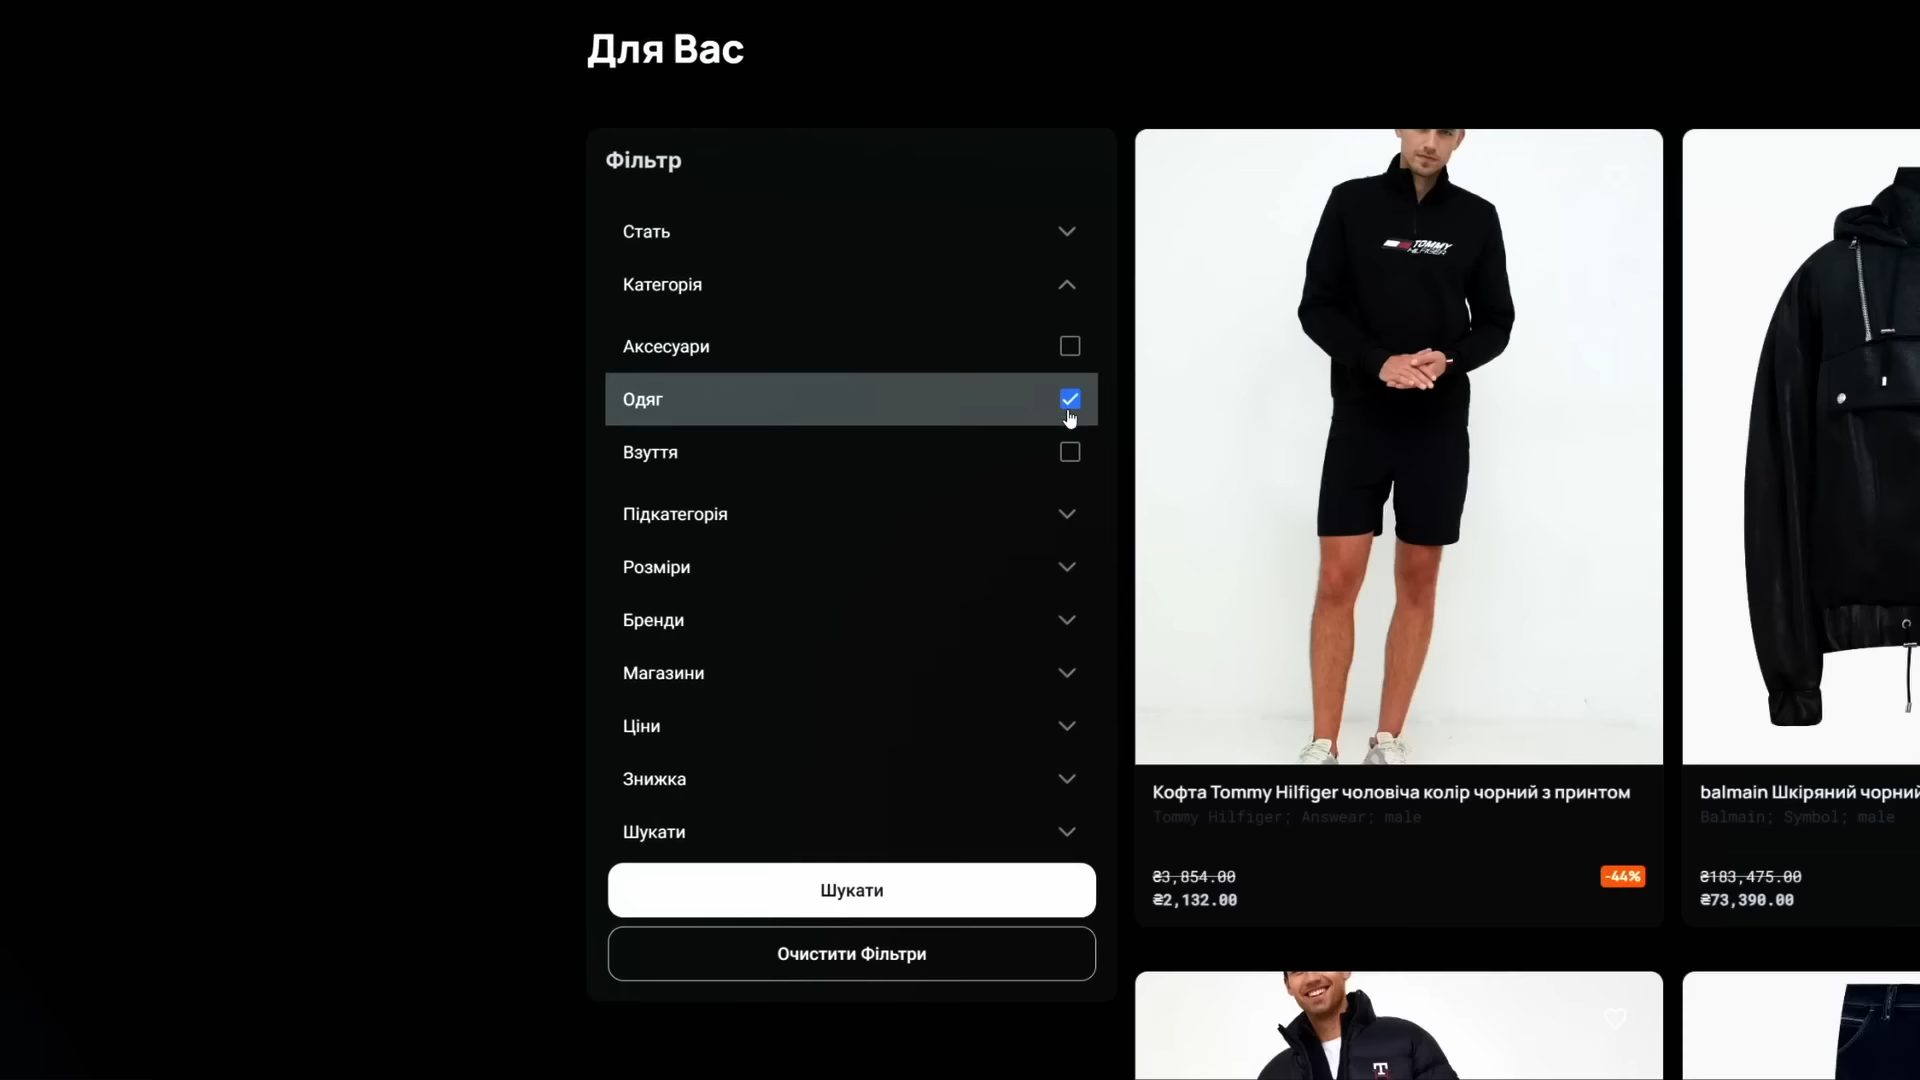 Для Вас
Фільтр
Стать
Категорія
Аксесуари
Одяг
Взуття
Підкатегорія
Розміри
Бренди
Магазини
Ціни
Знижка
Шукати
Шукати
Очистити Фільтри
TOMMY
HILFIGER
Кофта Tommy Hilfiger чоловіча колір чорний з принтом
Tommy Hilfiger; Answear; male
₴3,854.00
-44%
₴2,132.00
balmain Шкіряний чорний
Balmain; Symbol; male
₴183,475.00
₴73,390.00